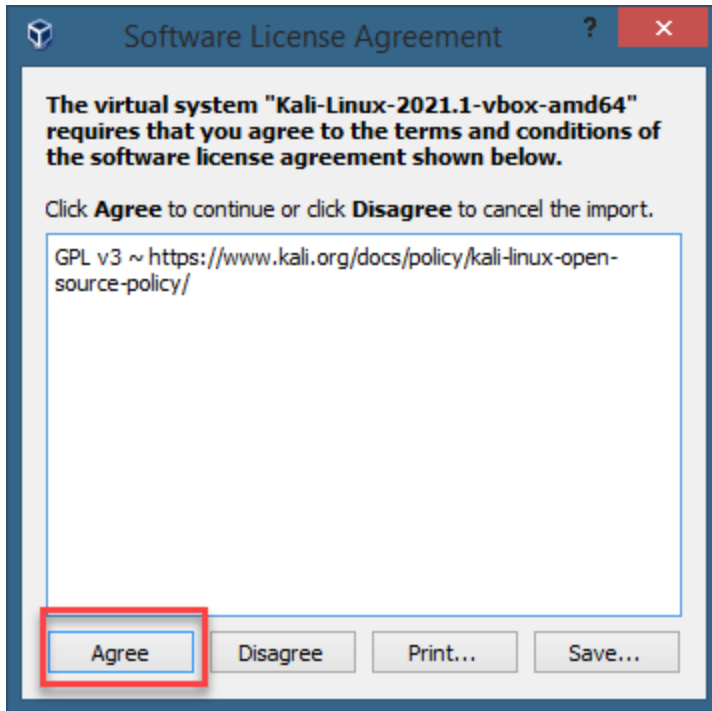 Software License Agreement ? ×
The virtual system "Kali-Linux-2021.1-vbox-amd64"
requires that you agree to the terms and conditions of
the software license agreement shown below.
Click Agree to continue or click Disagree to cancel the import.
GPL v3 ~ https://www.kali.org/docs/policy/kali-linux-open-
source-policy/
Agree Disagree Print... Save...